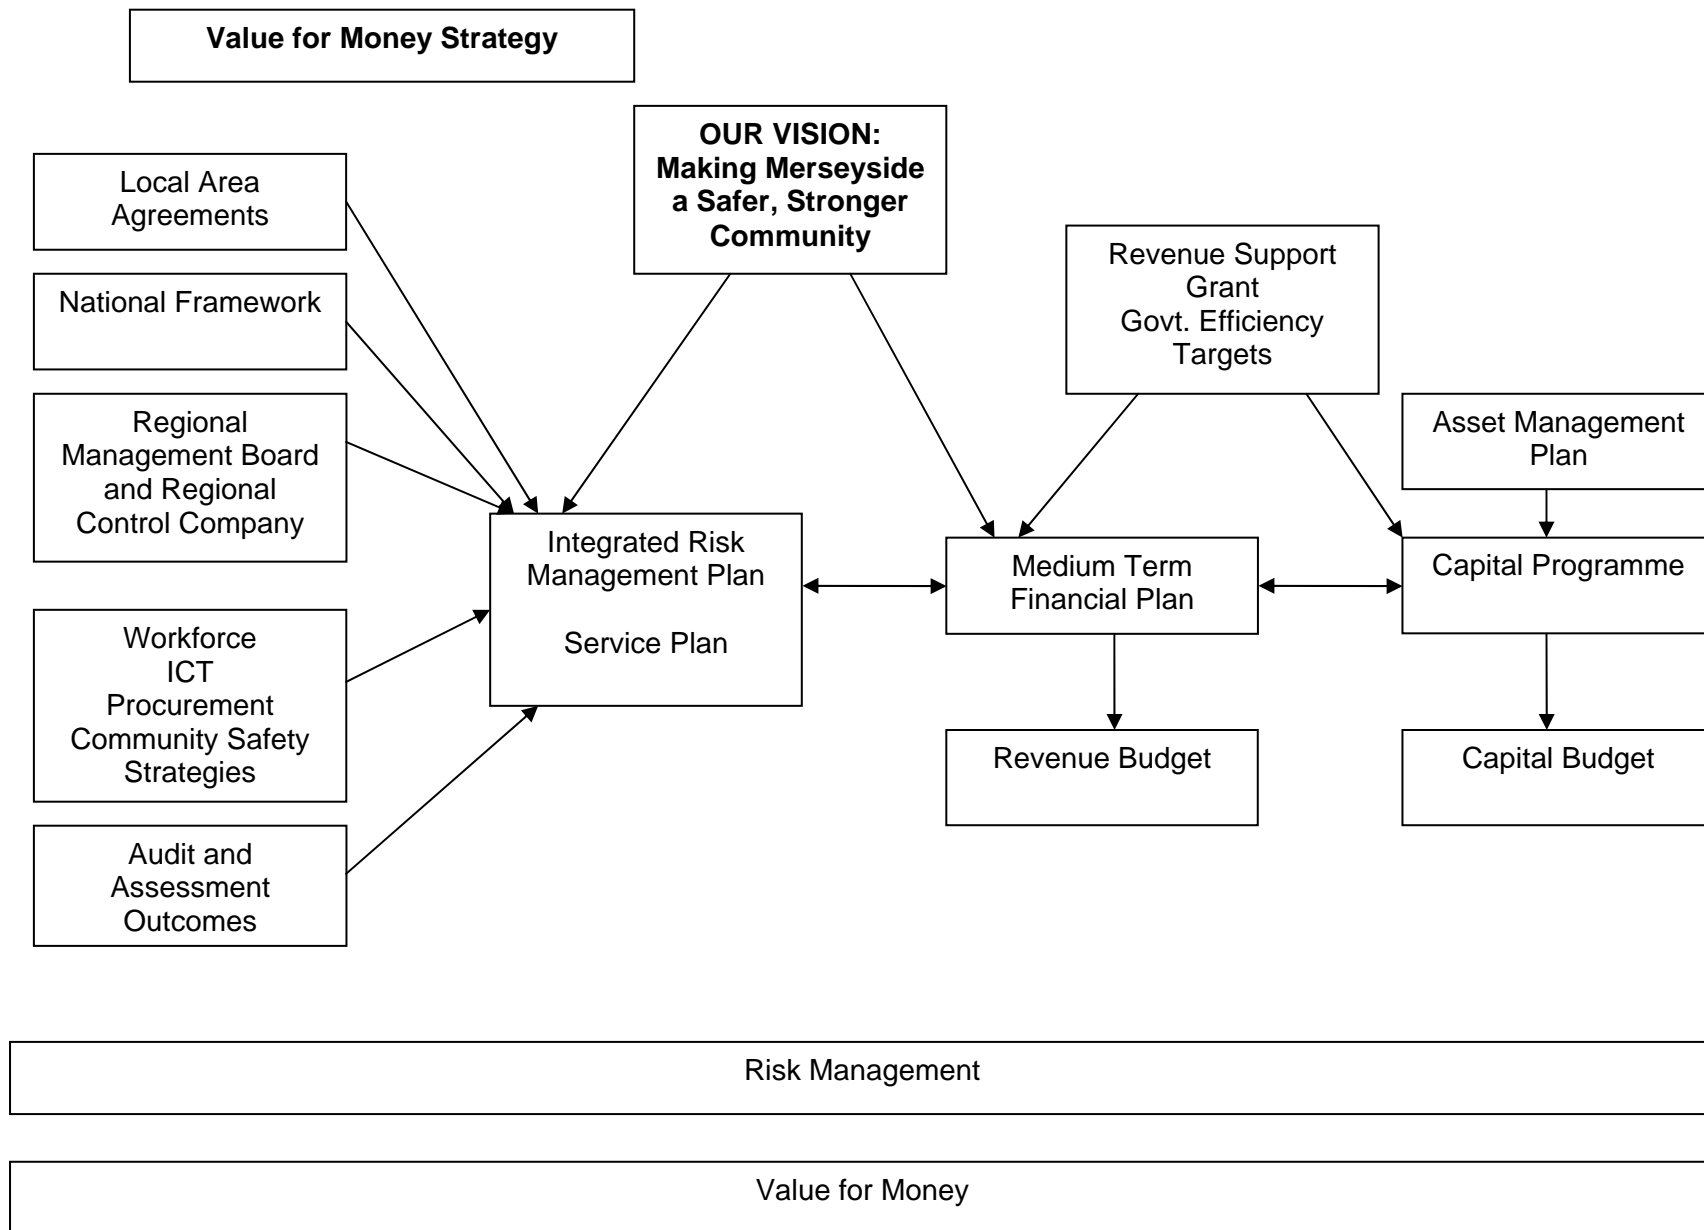 Value for Money Strategy
OUR VISION:
Making Merseyside
a Safer, Stronger
Community
Local Area
Agreements
National Framework
Regional
Management Board
and Regional
Control Company
Workforce
ICT
Procurement
Community Safety
Strategies
Audit and
Assessment
Outcomes
Integrated Risk
Management Plan
Service Plan
Revenue Support
Grant
Govt. Efficiency
Targets
Medium Term
Financial Plan
Revenue Budget
Asset Management
Plan
Capital Programme
Capital Budget
Risk Management
Value for Money